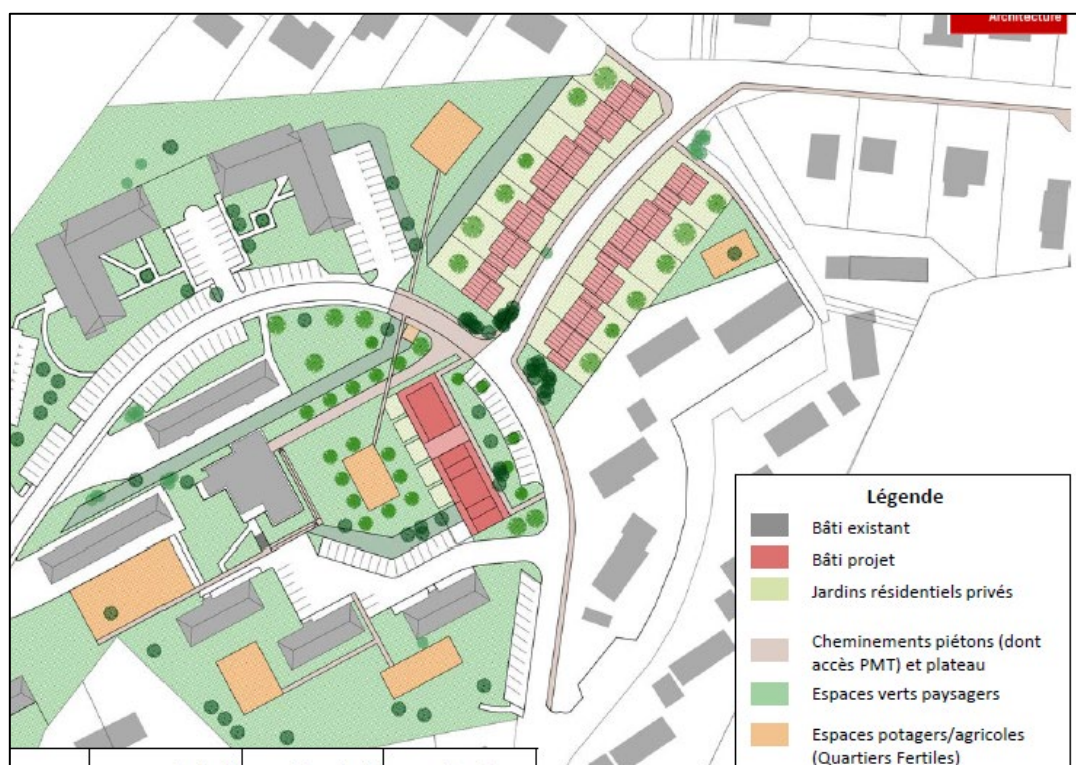 Architecture
Légende
Bâti existant
Bâti projet
Jardins résidentiels privés
Cheminements piéton (dont
accès PMT) et plateau
Espaces verts paysagers
Espaces potagers/agricoles
(Quartiers Fertiles)